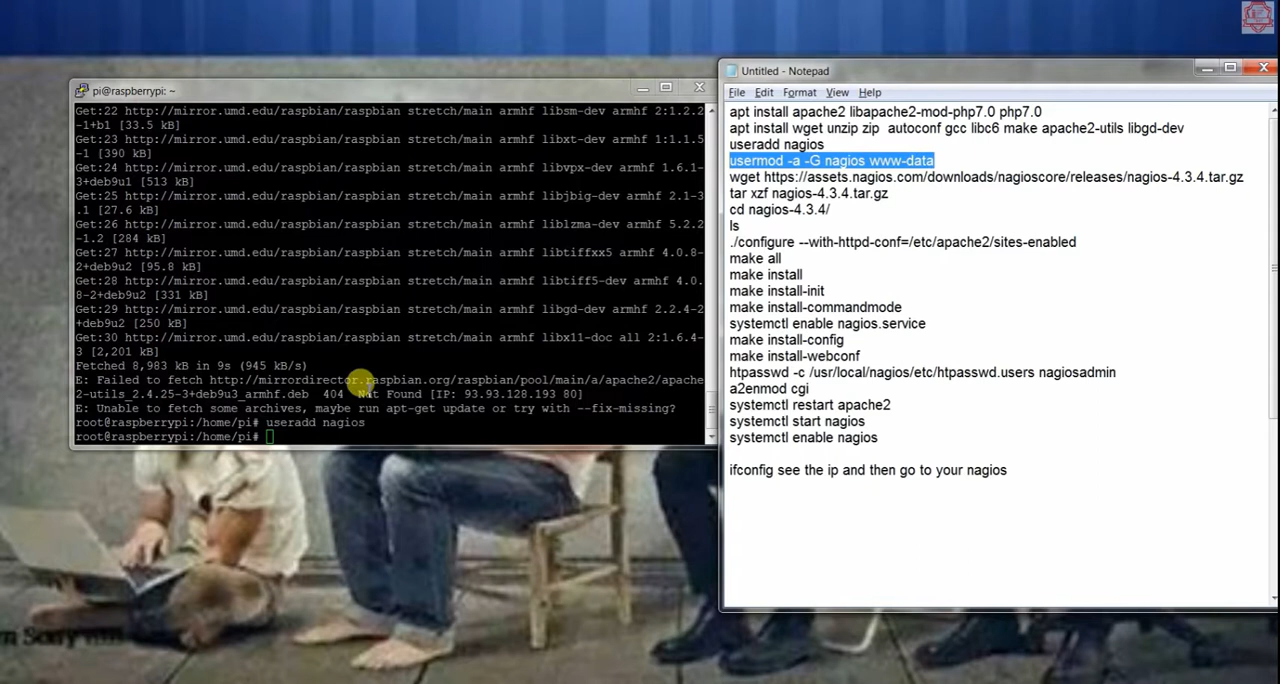 pi@raspberrypi: ~
Get:22 http://mirror.umd.edu/raspbian/raspbian stretch/main armhf libsm-dev armhf 2:1.2.2
-1+b1 [33.5 kB]
Get:23 http://mirror.umd.edu/raspbian/raspbian stretch/main armhf libxt-dev armhf 1:1.1.5
-1 [390 kB]
Get:24 http://mirror.umd.edu/raspbian/raspbian stretch/main armhf libvpx-dev armhf 1.6.1-
3+deb9u1 [513 kB]
Get:25 http://mirror.umd.edu/raspbian/raspbian stretch/main armhf libjbig-dev armhf 2.1-3
.1 [27.6 kB]
Get:26 http://mirror.umd.edu/raspbian/raspbian stretch/main armhf liblzma-dev armhf 5.2.2
-1.2 [284 kB]
Get:27 http://mirror.umd.edu/raspbian/raspbian stretch/main armhf libtiffxx5 armhf 4.0.8-
2+deb9u2 [95.8 kB]
Get:28 http://mirror.umd.edu/raspbian/raspbian stretch/main armhf libtiff5-dev armhf 4.0.
8-2+deb9u2 [331 kB]
Get:29 http://mirror.umd.edu/raspbian/raspbian stretch/main armhf libgd-dev armhf 2.2.4-2
+deb9u2 [250 kB]
Get:30 http://mirror.umd.edu/raspbian/raspbian stretch/main armhf libx11-doc all 2:1.6.4-
3 [2,201 kB]
Fetched 8,983 kB in 9s (945 kB/s)
E: Failed to fetch http://mirrordirector.raspbian.org/raspbian/pool/main/a/apache2/apache
2-utils_2.4.25-3+deb9u3_armhf.deb  404  Not Found [IP: 93.93.128.193 80]
E: Unable to fetch some archives, maybe run apt-get update or try with --fix-missing?
root@raspberrypi:/home/pi# useradd nagios
root@raspberrypi:/home/pi#
Untitled - Notepad
File Edit Format View Help
apt install apache2 libapache2-mod-php7.0 php7.0
apt install wget unzip zip  autoconf gcc libc6 make apache2-utils libgd-dev
useradd nagios
usermod -a -G nagios www-data
wget https://assets.nagios.com/downloads/nagioscore/releases/nagios-4.3.4.tar.gz
tar xzf nagios-4.3.4.tar.gz
cd nagios-4.3.4/
ls
./configure --with-httpd-conf=/etc/apache2/sites-enabled
make all
make install
make install-init
make install-commandmode
systemctl enable nagios.service
make install-config
make install-webconf
htpasswd -c /usr/local/nagios/etc/htpasswd.users nagiosadmin
a2enmod cgi
systemctl restart apache2
systemctl start nagios
systemctl enable nagios
ifconfig see the ip and then go to your nagios